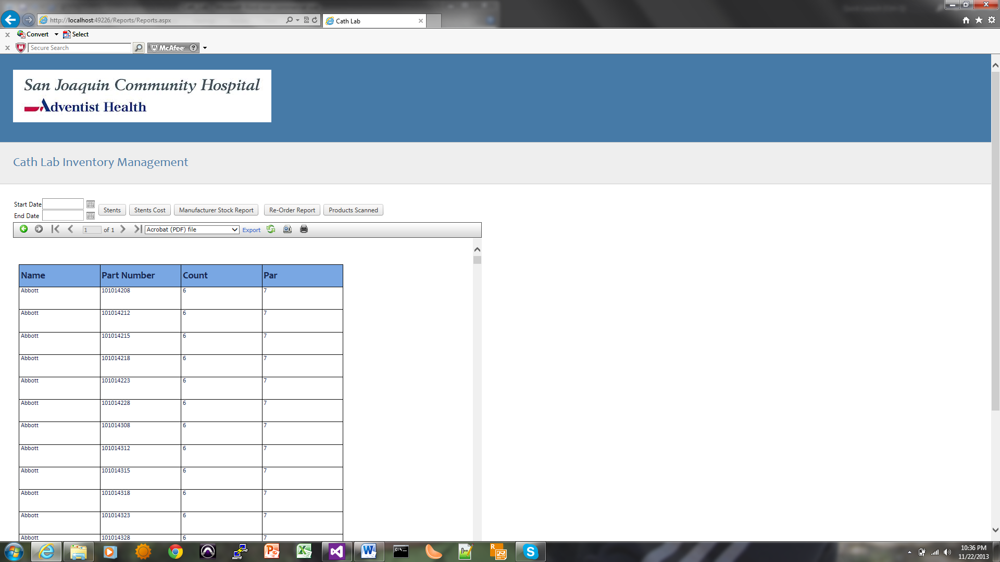 http://localhost:49226/Reports/Reports.aspx
Cath Lab
Convert
Select
Secure Search
McAfee
San Joaquin Community Hospital
Adventist Health
Cath Lab Inventory Management
Start Date
End Date
Stents
Stents Cost
Manufacturer Stock Report
Re-Order Report
Products Scanned
1 of 1
Acrobat (PDF) file
Export
Name Part Number Count Par
Abbott 101014208 6 7
Abbott 101014212 6 7
Abbott 101014215 6 7
Abbott 101014218 6 7
Abbott 101014223 6 7
Abbott 101014228 6 7
Abbott 101014308 6 7
Abbott 101014312 6 7
Abbott 101014315 6 7
Abbott 101014318 6 7
Abbott 101014323 6 7
Abbott 101014328 6 7
10:36 PM
11/22/2013